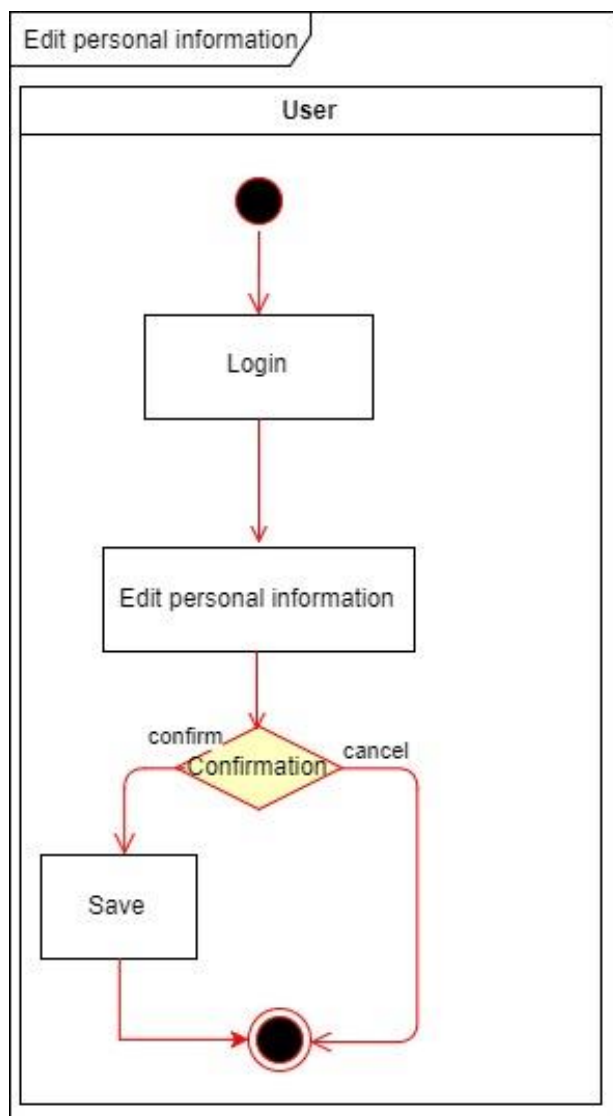 Edit personal information
User
Login
Edit personal information
confirm
cancel
Confirmation
Save